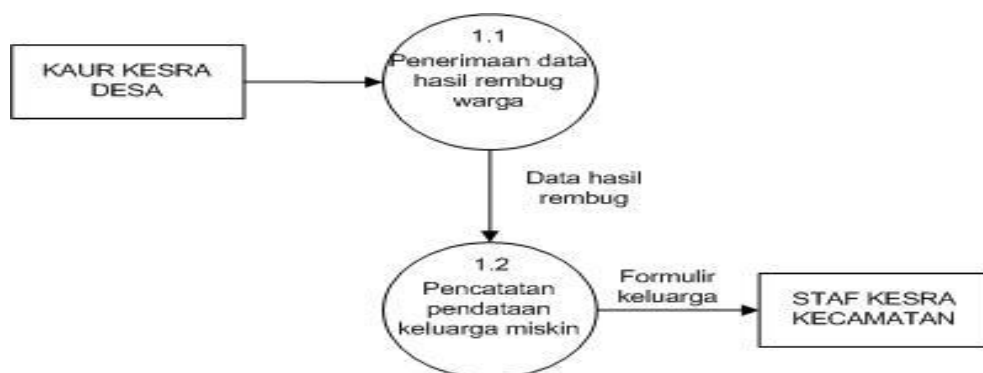 KAUR KESRA
DESA
1.1
Penerimaan data
hasil rembug
warga
Data hasil
rembug
1.2
Pencatatan
pendataan
keluarga miskin
Formulir
keluarga
STAF KESRA
KECAMATAN